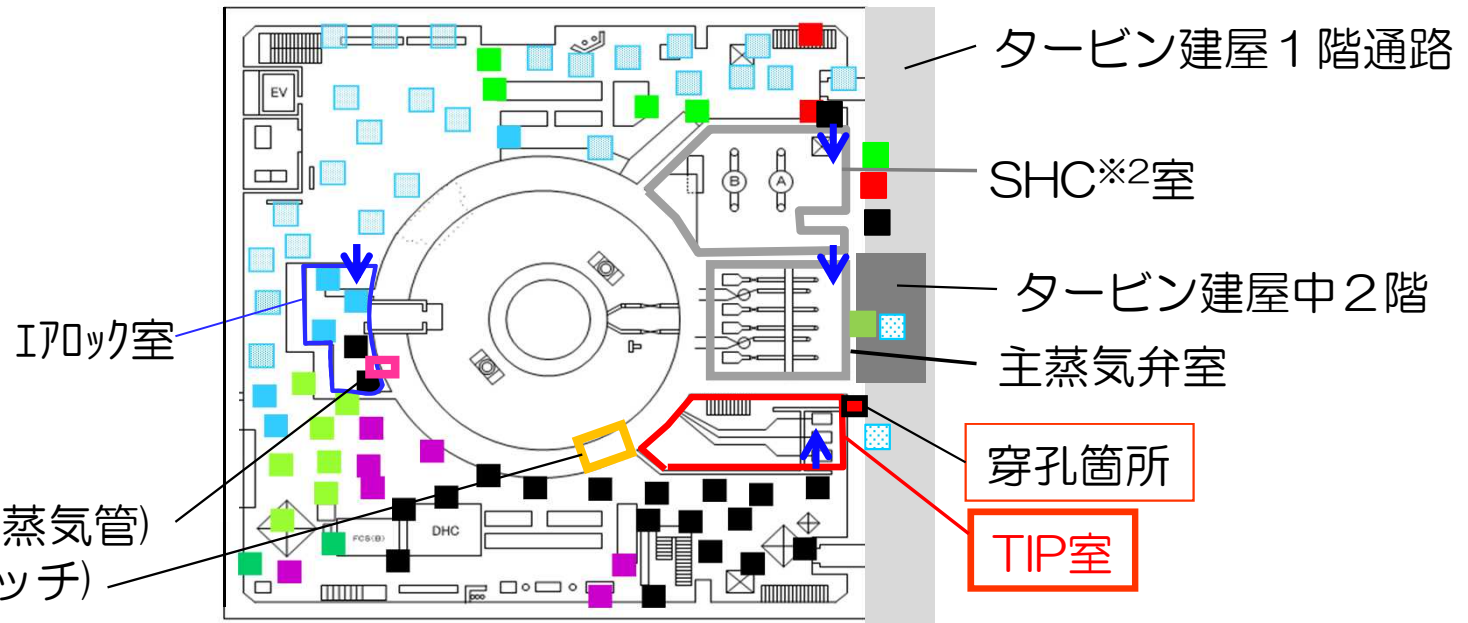 タービン建屋1階通路
EV
SHC※2室
B
A
タービン建屋中2階
エアロック室
主蒸気弁室
穿孔箇所
蒸気管)
TIP室
ッチ)
FCS(B)
DHC